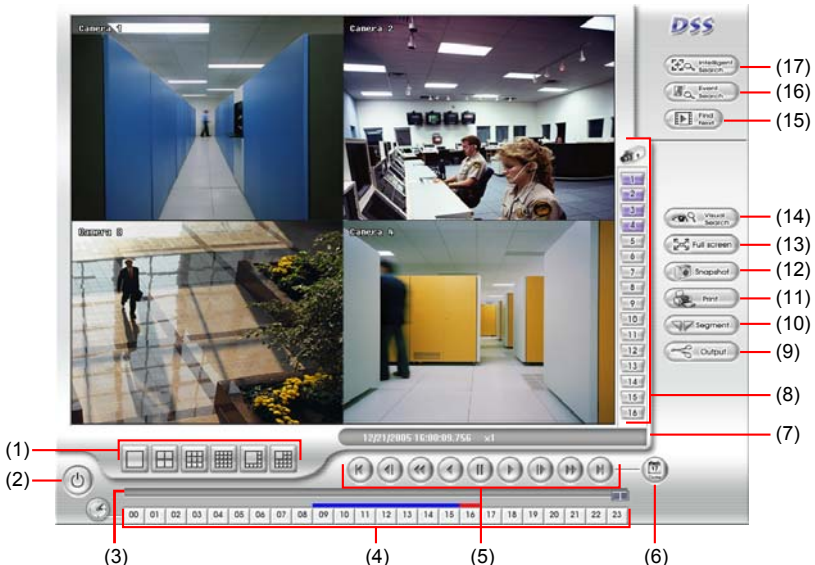 Camera 1
Camera 2
DSS
Intelligent Search
(17)
Event Search
(16)
Find Next
(15)
1
2
3
4
5
6
7
8
9
10
11
12
13
14
15
16
Visual Search
(14)
Full screen
(13)
Snapshot
(12)
Print
(11)
Segment
(10)
Output
(9)
(8)
Camera 3
Camera 4
12/21/2005 16:00:09.756 x1
(7)
(1)
(2)
00 01 02 03 04 05 06 07 08 09 10 11 12 13 14 15 16 17 18 19 20 21 22 23
(3)
(4)
(5)
(6)